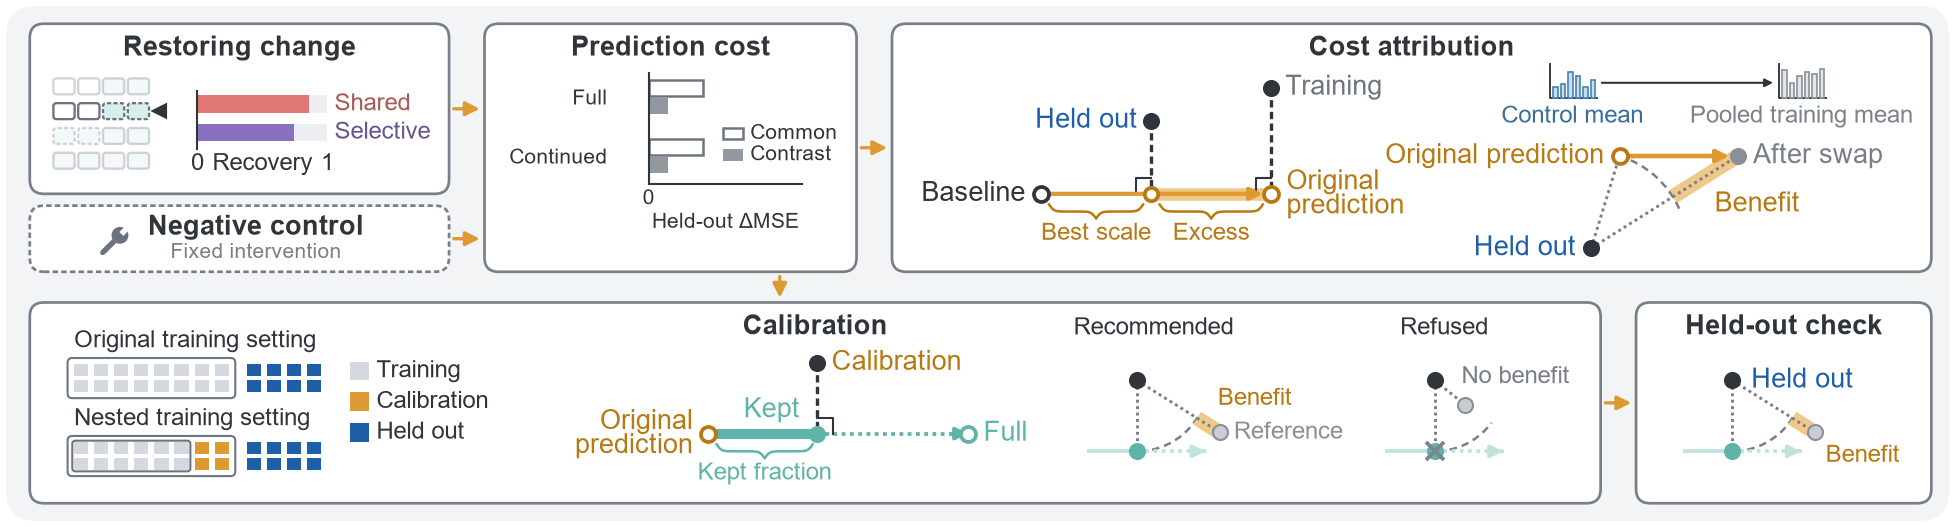 Restoring change
Shared
Selective
0 Recovery 1
Negative control
Fixed intervention
Prediction cost
Full
Continued
Common
Contrast
0
Held-out ΔMSE
Cost attribution
Training
Held out
Baseline
Original
prediction
Best scale
Excess
Control mean
Pooled training mean
Original prediction
After swap
Benefit
Held out
Calibration
Original training setting
Nested training setting
Training
Calibration
Held out
Calibration
Original
prediction
Kept
Full
Kept fraction
Recommended
Benefit
Reference
Refused
No benefit
Held-out check
Held out
Benefit